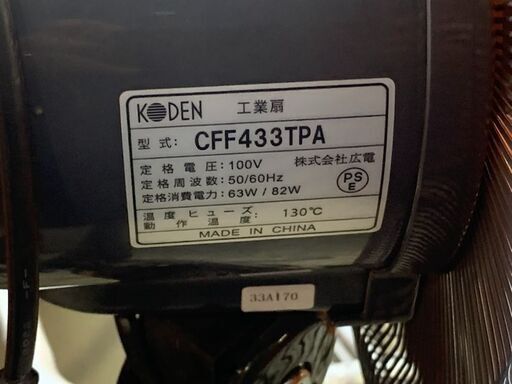 KODEN 工業扇
型式: CFF433TPA
定格電圧:100V 株式会社広電
定格周波数:50/60Hz
定格消費電力:63W/82W
PS
E
温度ヒューズ:
動作温度: 130℃
MADE IN CHINA
33A170
-F-